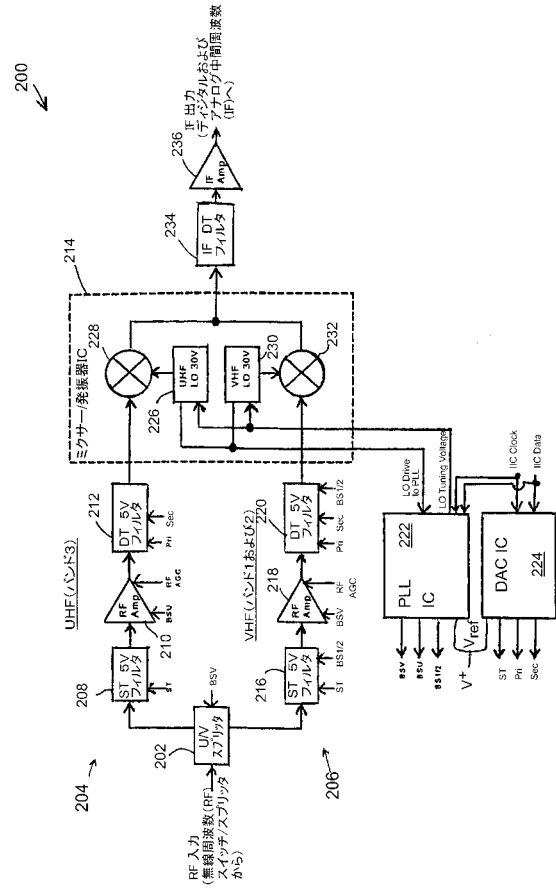 200
IF 出力
(ディジタルおよび
アナログ中間周波数
(IF)へ)
236
IF
Amp
234
IF DT
フィルタ
214
ミクサー/発振器IC
228
UHF
LO 30V
226
VHF
LO 30V
230
232
UHF(バンド3)
212
DT 5V
フィルタ
Pri
Sec
RF
Amp
210
BSU
RF
AGC
208
ST 5V
フィルタ
ST
204
VHF(バンド1および2)
220
DT 5V
フィルタ
Pri
Sec
BS1/2
218
RF
Amp
BSV
RF
AGC
216
ST 5V
フィルタ
ST
BS1/2
206
202
U/V
スプリッタ
BSV
RF 入力
(無線周波数(RF)
スイッチ/スプリッタ
から)
LO Drive
to PLL
LO Tuning Voltage
IIC Clock
IIC Data
PLL
IC
222
DAC IC
224
BSV
BSU
BS1/2
V+
Vref
ST
Pri
Sec